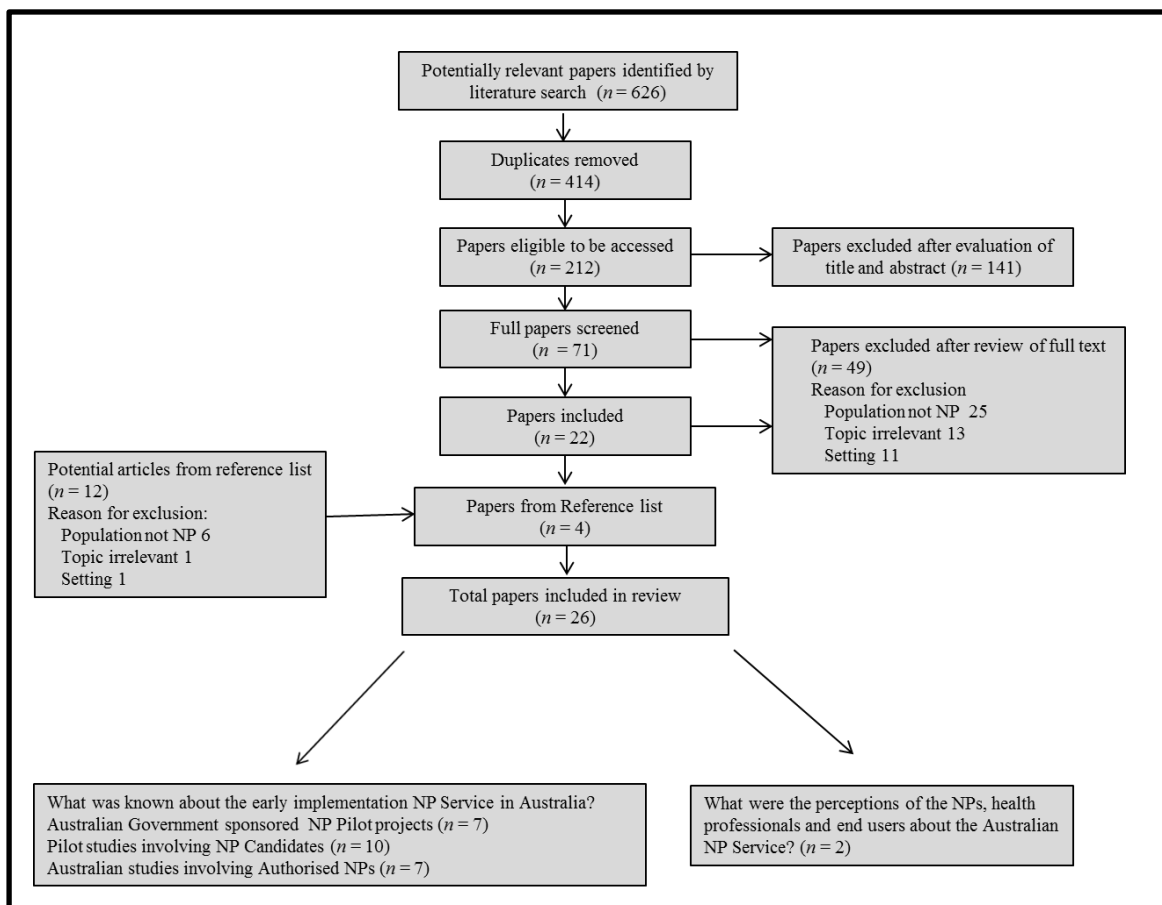 Potentially relevant papers identified by
literature search (n = 626)
Duplicates removed
(n = 414)
Papers eligible to be accessed
(n = 212)
Papers excluded after evaluation of
title and abstract (n = 141)
Full papers screened
(n = 71)
Papers excluded after review of full text
(n = 49)
Reason for exclusion
Population not NP 25
Topic irrelevant 13
Setting 11
Papers included
(n = 22)
Potential articles from reference list
(n = 12)
Reason for exclusion:
Population not NP 6
Topic irrelevant 1
Setting 1
Papers from Reference list
(n = 4)
Total papers included in review
(n = 26)
What was known about the early implementation NP Service in Australia?
Australian Government sponsored NP Pilot projects (n = 7)
Pilot studies involving NP Candidates (n = 10)
Australian studies involving Authorised NPs (n = 7)
What were the perceptions of the NPs, health
professionals and end users about the Australian
NP Service? (n = 2)